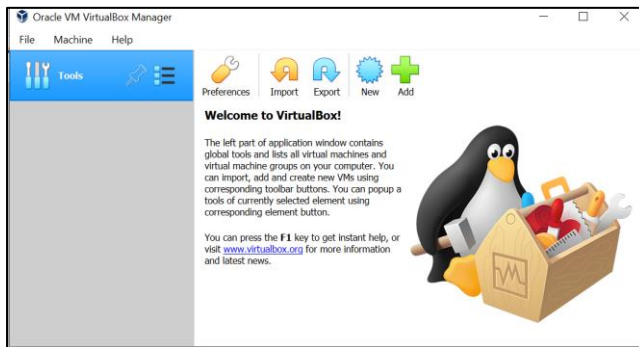 Oracle VM VirtualBox Manager
File Machine Help
Tools
Preferences Import Export New Add
Welcome to VirtualBox!
The left part of application window contains
global tools and lists all virtual machines and
virtual machine groups on your computer. You
can import, add and create new VMs using
corresponding toolbar buttons. You can popup a
tools of currently selected element using
corresponding element button.
You can press the F1 key to get instant help, or
visit www.virtualbox.org for more information
and latest news.